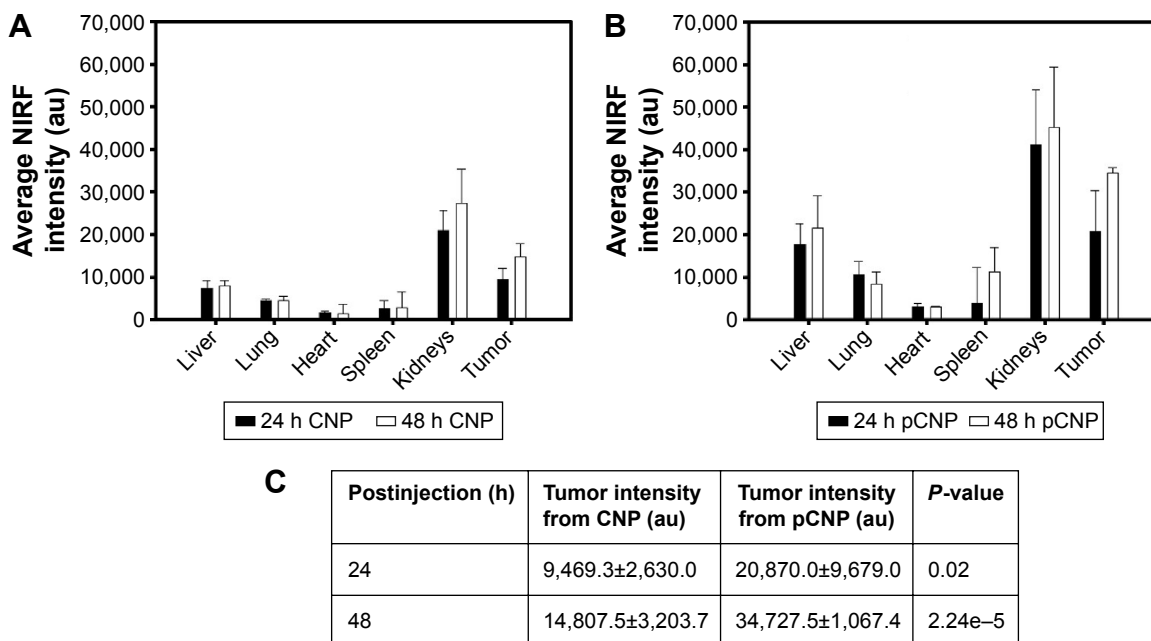 A
Average NIRF
intensity (au)
70,000
60,000
50,000
40,000
30,000
20,000
10,000
0
Liver
Lung
Heart
Spleen
Kidneys
Tumor
24 h CNP 48 h CNP
B
Average NIRF
intensity (au)
70,000
60,000
50,000
40,000
30,000
20,000
10,000
0
Liver
Lung
Heart
Spleen
Kidneys
Tumor
24 h pCNP 48 h pCNP
C
Postinjection (h) Tumor intensity Tumor intensity P-value
from CNP (au) from pCNP (au)
24 9,469.3±2,630.0 20,870.0±9,679.0 0.02
48 14,807.5±3,203.7 34,727.5±1,067.4 2.24e–5